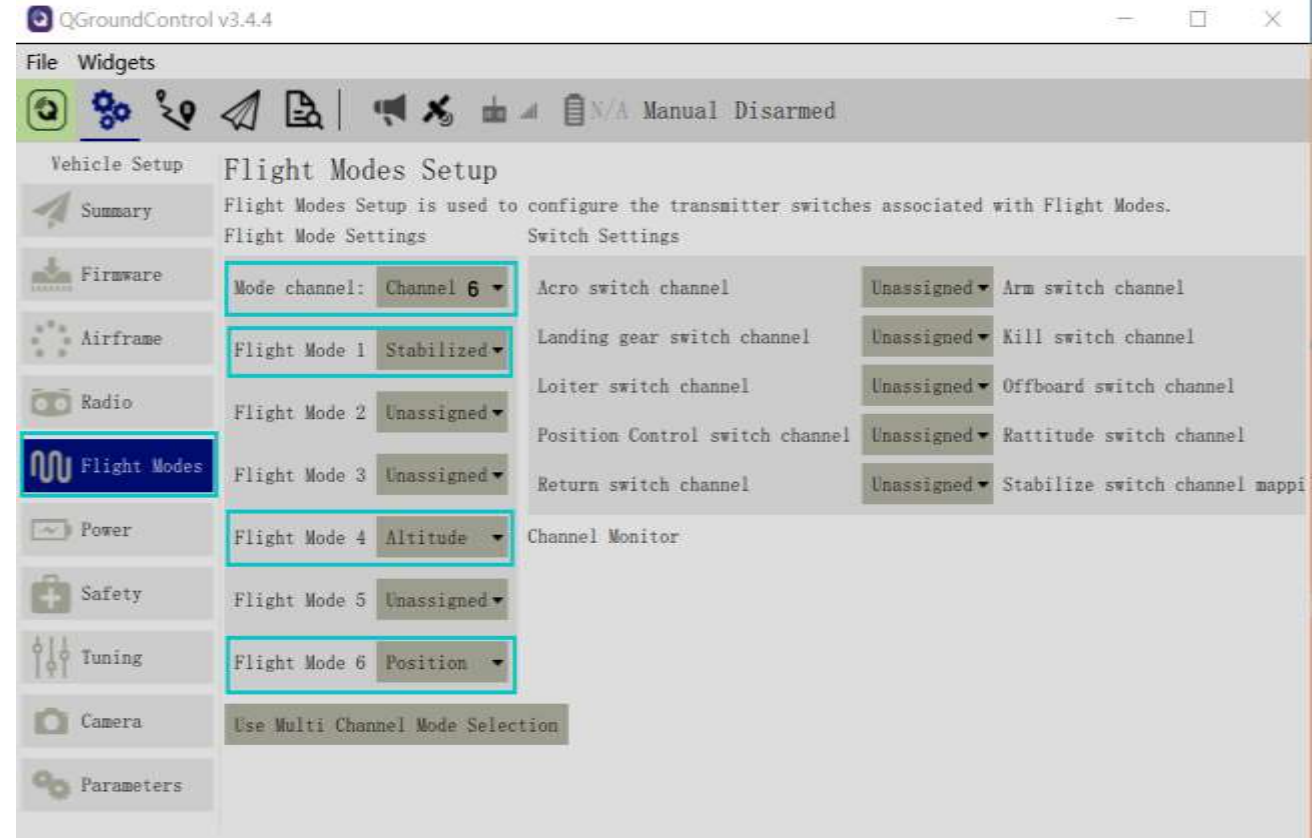 QGroundControl v3.4.4
File Widgets
N/A Manual Disarmed
Vehicle Setup
Summary
Firmware
Airframe
Radio
Flight Modes
Power
Safety
Tuning
Camera
Parameters
Flight Modes Setup
Flight Modes Setup is used to configure the transmitter switches associated with Flight Modes.
Flight Mode Settings
Mode channel: Channel 6
Flight Mode 1 Stabilized
Flight Mode 2 Unassigned
Flight Mode 3 Unassigned
Flight Mode 4 Altitude
Flight Mode 5 Unassigned
Flight Mode 6 Position
Use Multi Channel Mode Selection
Switch Settings
Acro switch channel Unassigned Arm switch channel
Landing gear switch channel Unassigned Kill switch channel
Loiter switch channel Unassigned Offboard switch channel
Position Control switch channel Unassigned Rattitude switch channel
Return switch channel Unassigned Stabilize switch channel mappi
Channel Monitor